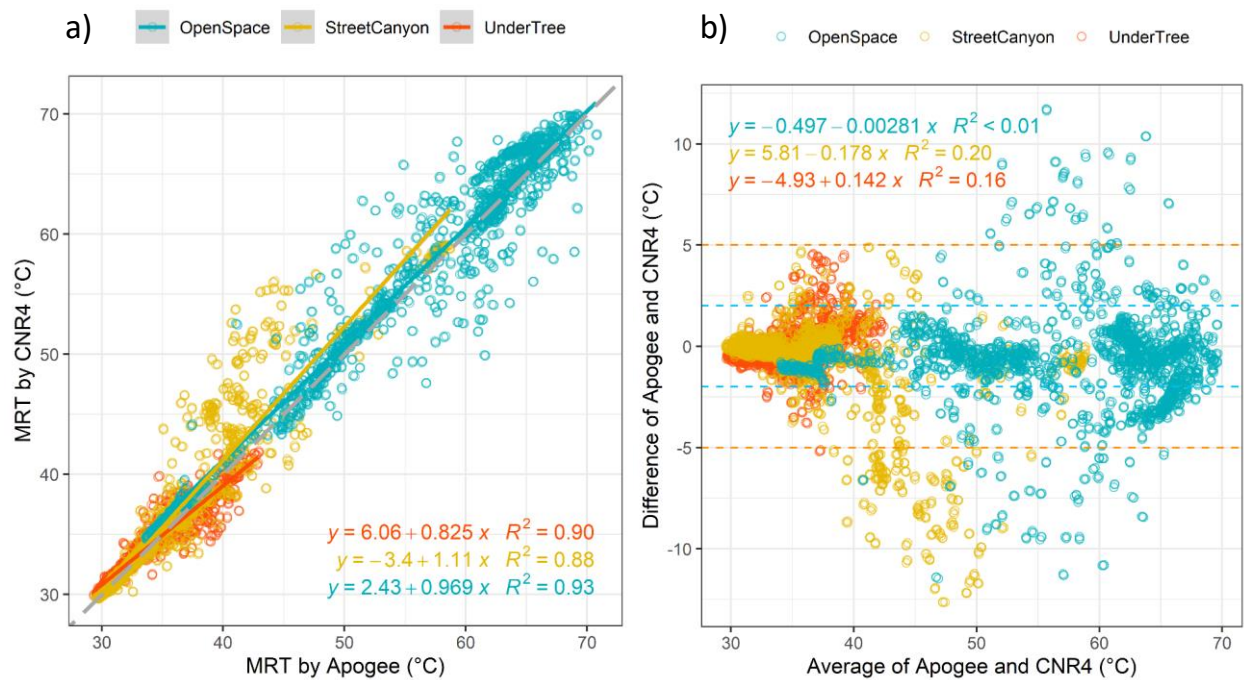 a)
OpenSpace StreetCanyon UnderTree
70
60
50
40
30
MRT by CNR4 (°C)
y = 6.06 + 0.825 x R² = 0.90
y = −3.4 + 1.11 x R² = 0.88
y = 2.43 + 0.969 x R² = 0.93
30 40 50 60 70
MRT by Apogee (°C)
b)
OpenSpace StreetCanyon UnderTree
y = −0.497 − 0.00281 x R² < 0.01
y = 5.81 − 0.178 x R² = 0.20
y = −4.93 + 0.142 x R² = 0.16
10
5
0
-5
-10
Difference of Apogee and CNR4 (°C)
30 40 50 60 70
Average of Apogee and CNR4 (°C)